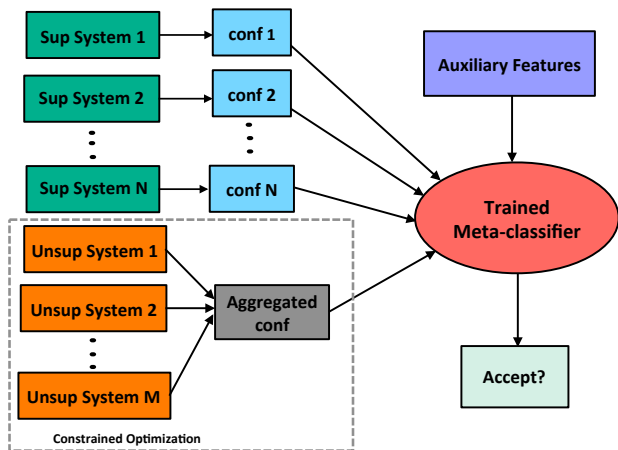 Sup System 1
conf 1
Auxiliary Features
Sup System 2
conf 2
Sup System N
conf N
Trained
Meta-classifier
Unsup System 1
Unsup System 2
Aggregated
conf
Unsup System M
Accept?
Constrained Optimization